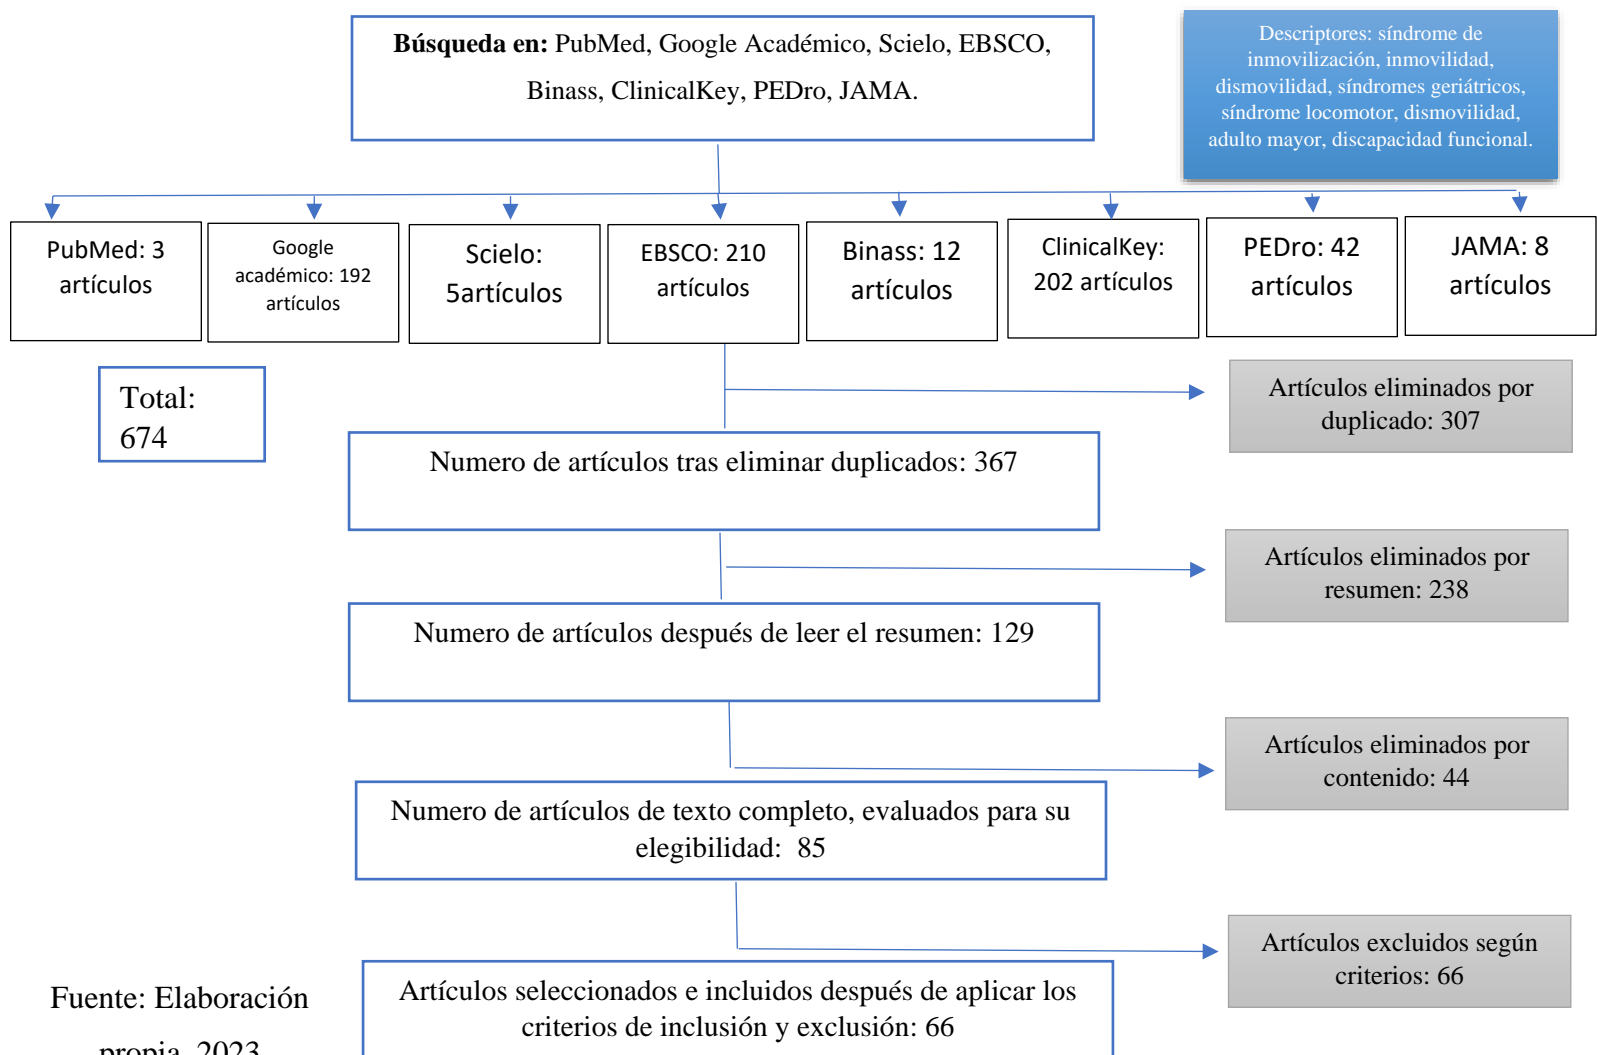 Búsqueda en: PubMed, Google Académico, Scielo, EBSCO,
Binass, ClinicalKey, PEDro, JAMA.
Descriptores: síndrome de
inmovilización, inmovilidad,
dismovilidad, síndromes geriátricos,
síndrome locomotor, dismovilidad,
adulto mayor, discapacidad funcional.
PubMed: 3
artículos
Google
académico: 192
artículos
Scielo:
5artículos
EBSCO: 210
artículos
Binass: 12
artículos
ClinicalKey:
202 artículos
PEDro: 42
artículos
JAMA: 8
artículos
Total:
674
Artículos eliminados por
duplicado: 307
Numero de artículos tras eliminar duplicados: 367
Artículos eliminados por
resumen: 238
Numero de artículos después de leer el resumen: 129
Artículos eliminados por
contenido: 44
Numero de artículos de texto completo, evaluados para su
elegibilidad: 85
Artículos excluidos según
criterios: 66
Artículos seleccionados e incluidos después de aplicar los
criterios de inclusión y exclusión: 66
Fuente: Elaboración
propia, 2023